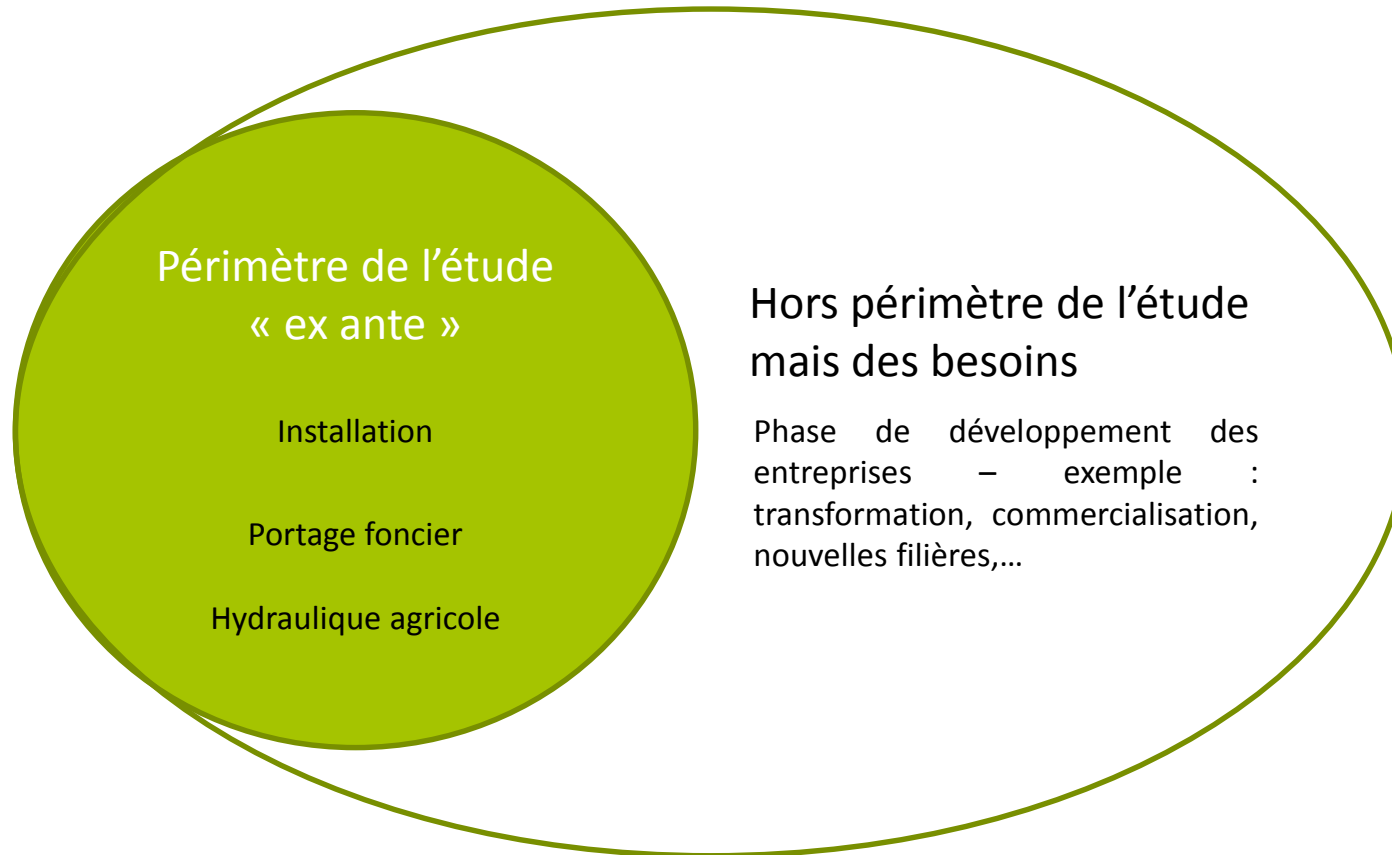 Périmètre de l’étude
« ex ante »
Installation
Portage foncier
Hydraulique agricole
Hors périmètre de l’étude
mais des besoins
Phase de développement des
entreprises – exemple :
transformation, commercialisation,
nouvelles filières,…